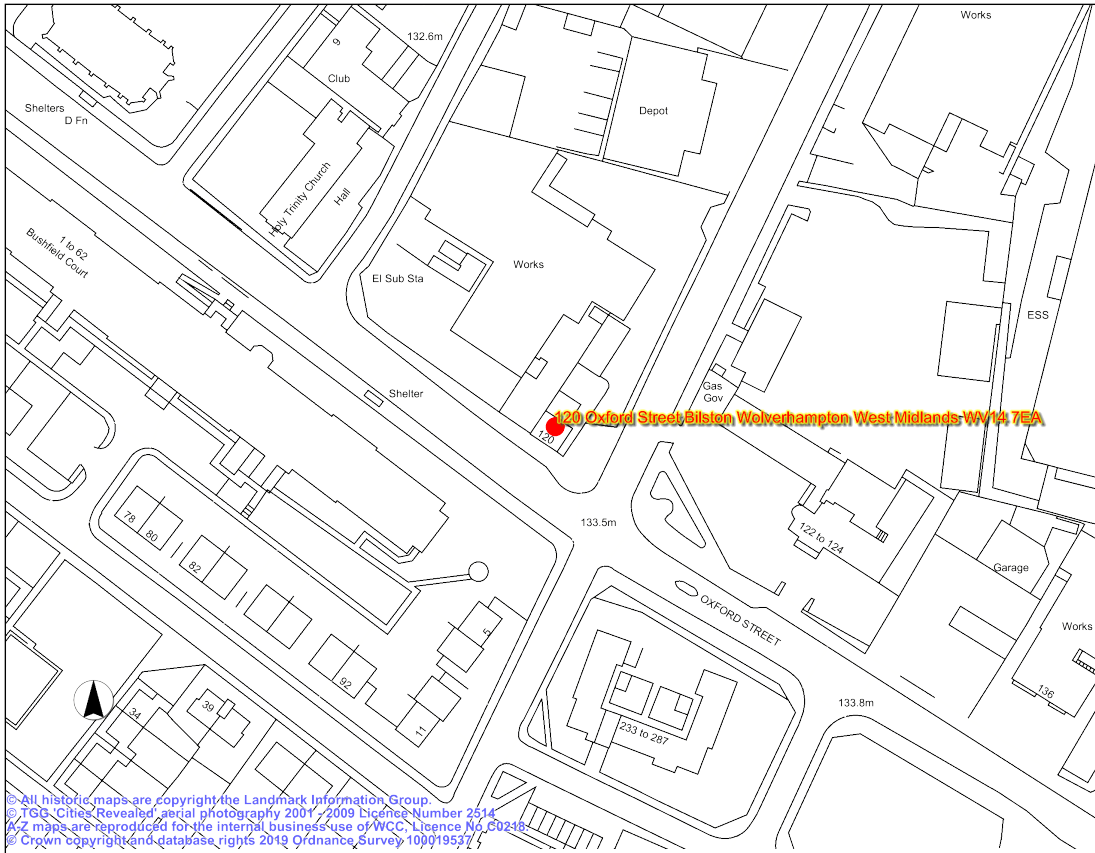 Works
132.6m
9
Club
Shelters
D Fn
Depot
Holy Trinity Church
Hall
1 to 62
Bushfield Court
Works
El Sub Sta
ESS
Shelter
Gas
Gov
120 Oxford Street Bilston Wolverhampton West Midlands WV14 7EA
120
78
80
82
133.5m
122 to 124
Garage
OXFORD STREET
5
Works
92
136
39
34
11
233 to 287
133.8m
© All historic maps are copyright the Landmark Information Group.
© TGG 'Cities Revealed' aerial photography 2001 - 2009 Licence Number 2514
A-Z maps are reproduced for the internal business use of WCC, Licence No C0218.
© Crown copyright and database rights 2019 Ordnance Survey 100019537